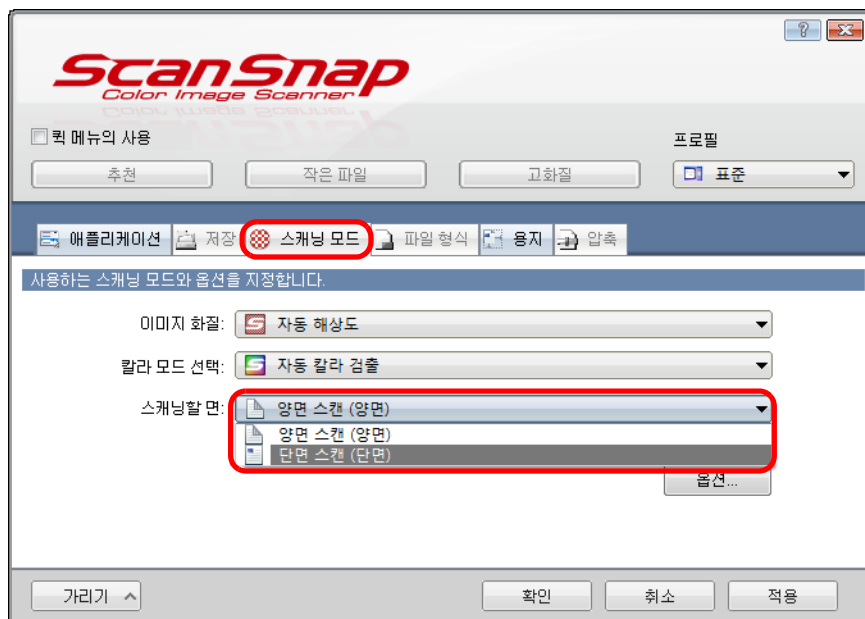 ScanSnap
Color Image Scanner
퀵 메뉴의 사용
프로필
추천 작은 파일 고화질 표준
애플리케이션 저장 스캐닝 모드 파일 형식 용지 압축
사용하는 스캐닝 모드와 옵션을 지정합니다.
이미지 화질: 자동 해상도
칼라 모드 선택: 자동 칼라 검출
스캐닝할 면: 양면 스캔 (양면)
양면 스캔 (양면)
단면 스캔 (단면)
옵션...
가리기 확인 취소 적용